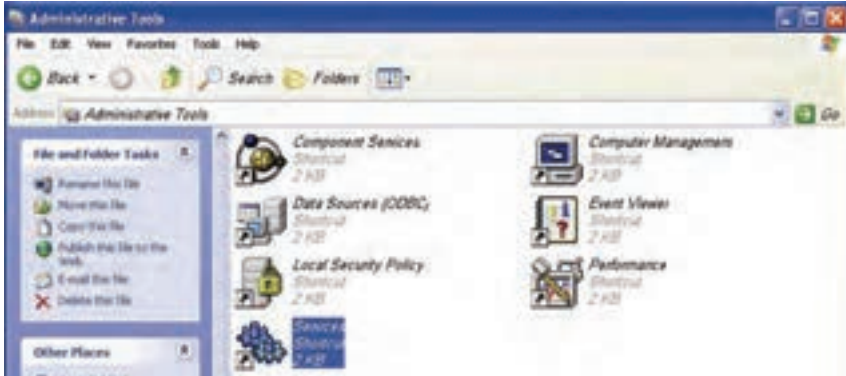 Administrative Tools
File Edit View Favorites Tools Help
Back Search Folders
Address Administrative Tools Go
File and Folder Tasks
Rename this file
Move this file
Copy this file
Publish this file to the
web
E-mail this file
Delete this file
Other Places
Component Services
Shortcut
2 KB
Computer Management
Shortcut
2 KB
Data Sources (ODBC)
Shortcut
2 KB
Event Viewer
Shortcut
2 KB
Local Security Policy
Shortcut
2 KB
Performance
Shortcut
2 KB
Services
Shortcut
2 KB